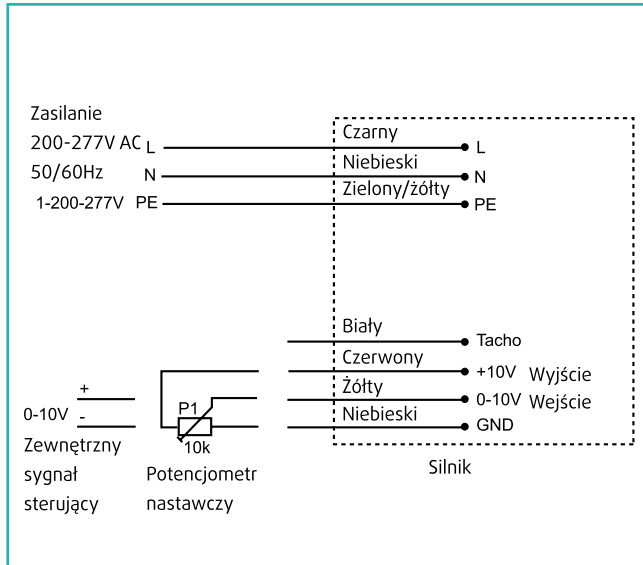 Zasilanie
200-277V AC L Czarny L
50/60Hz N Niebieski N
1-200-277V PE Zielony/żółty PE
Biały Tacho
Czerwony +10V Wyjście
Żółty 0-10V Wejście
Niebieski GND
+
0-10V -
Zewnętrzny
sygnał
sterujący
P1
10k
Potencjometr
nastawczy
Silnik